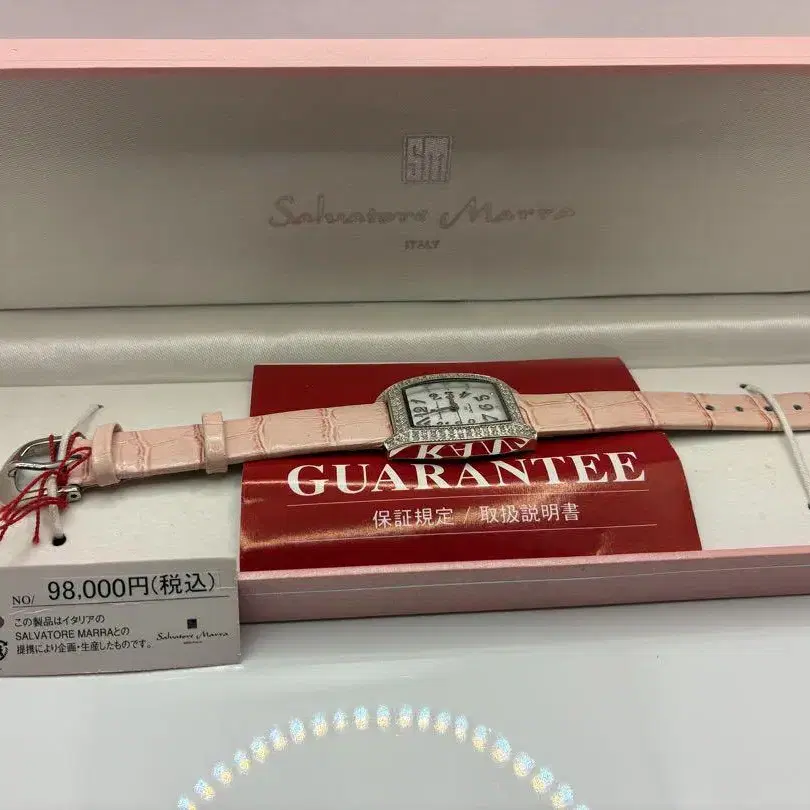 SM
Salvatore Marra
ITALY
GUARANTEE
保証規定 / 取扱説明書
NO/ 98,000円(税込)
この製品はイタリアの
SALVATORE MARRAとの
提携により企画・生産したものです。
Salvatore Marra